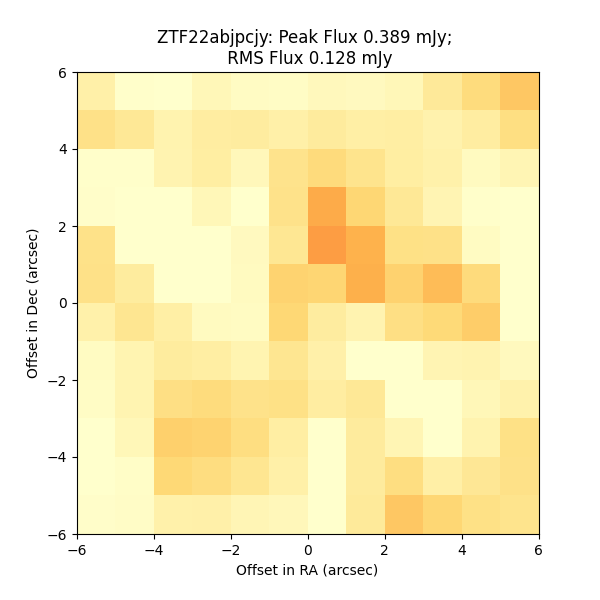 ZTF22abjpcjy: Peak Flux 0.389 mJy;
RMS Flux 0.128 mJy
6
4
2
0
−2
−4
−6
Offset in Dec (arcsec)
−6 −4 −2 0 2 4 6
Offset in RA (arcsec)